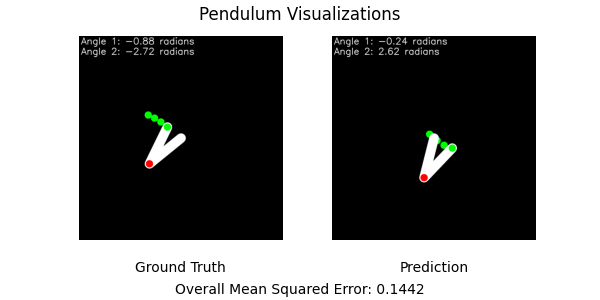 Pendulum Visualizations
Angle 1: -0.88 radians
Angle 2: -2.72 radians
Angle 1: -0.24 radians
Angle 2: 2.62 radians
Ground Truth
Prediction
Overall Mean Squared Error: 0.1442